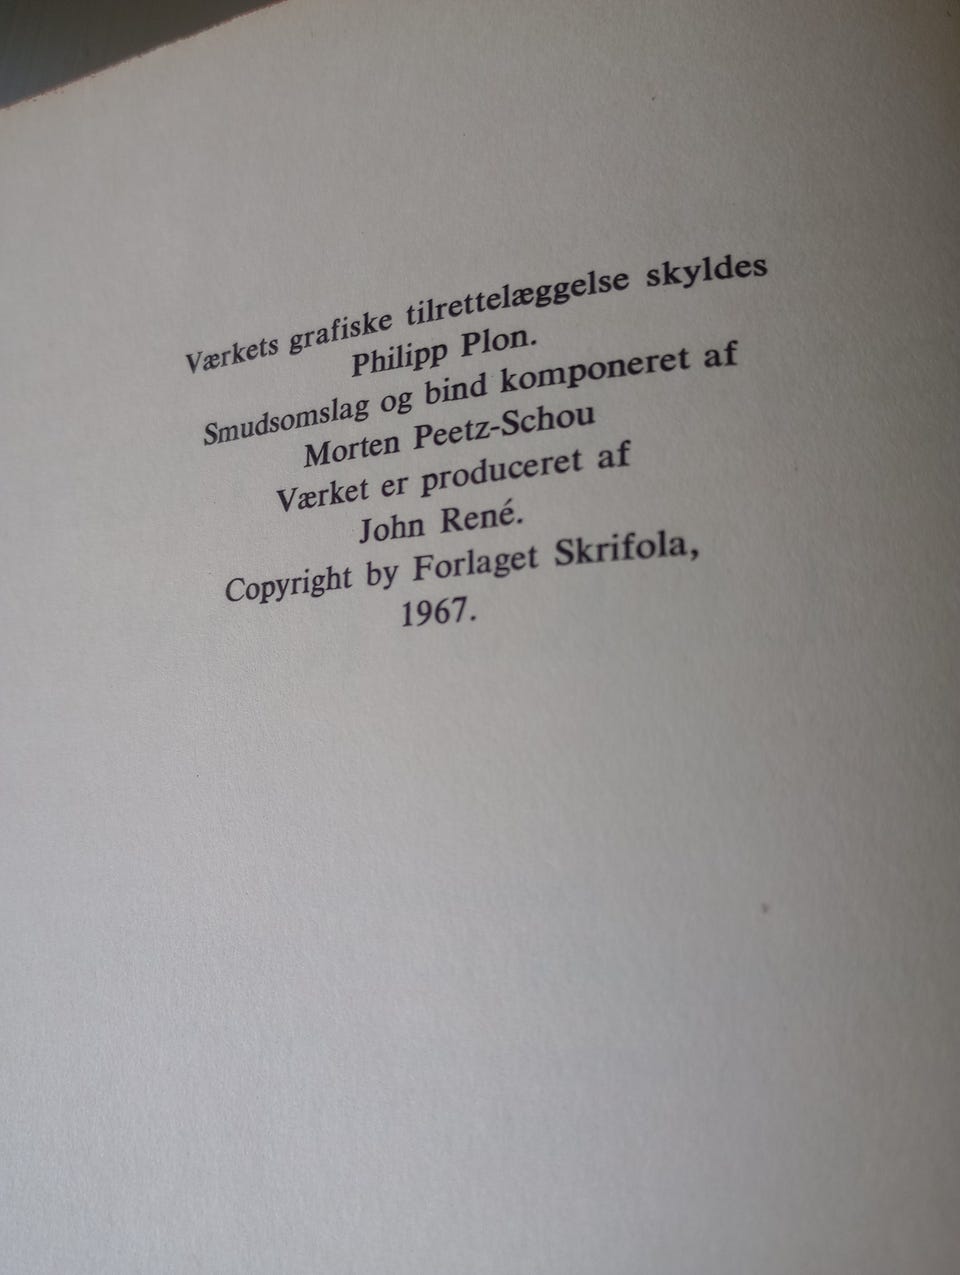 Værkets grafiske tilrettelæggelse skyldes
Philipp Plon.
Smudsomslag og bind komponeret af
Morten Peetz-Schou
Værket er produceret af
John René.
Copyright by Forlaget Skrifola,
1967.